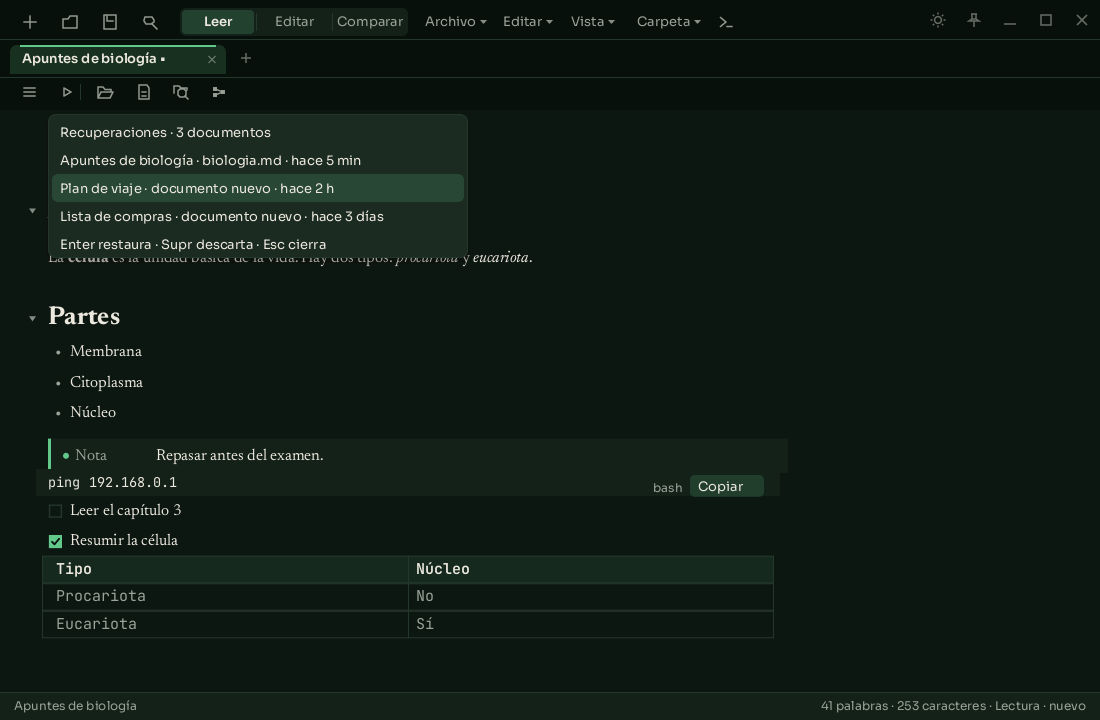 Leer Editar Comparar Archivo Editar Vista Carpeta
Apuntes de biología •
Recuperaciones · 3 documentos
Apuntes de biología · biologia.md · hace 5 min
Plan de viaje · documento nuevo · hace 2 h
Lista de compras · documento nuevo · hace 3 días
Enter restaura · Supr descarta · Esc cierra
La célula es la unidad básica de la vida. Hay dos tipos: procariota y eucariota.
Partes
• Membrana
• Citoplasma
• Núcleo
• Nota Repasar antes del examen.
ping 192.168.0.1 bash Copiar
Leer el capítulo 3
Resumir la célula
Tipo Núcleo
Procariota No
Eucariota Sí
Apuntes de biología 41 palabras · 253 caracteres · Lectura · nuevo